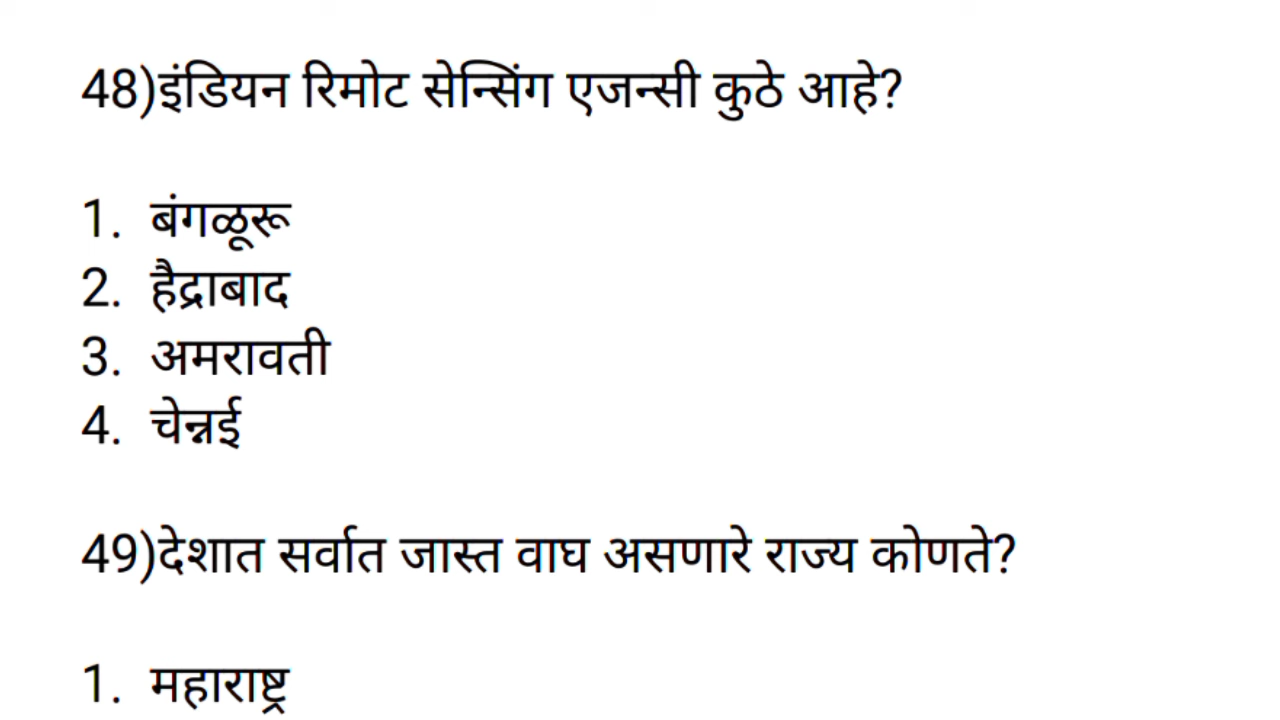 48)इंडियन रिमोट सेन्सिंग एजन्सी कुठे आहे?
1. बंगळूरू
2. हैद्राबाद
3. अमरावती
4. चेन्नई
49)देशात सर्वात जास्त वाघ असणारे राज्य कोणते?
1. महाराष्ट्र